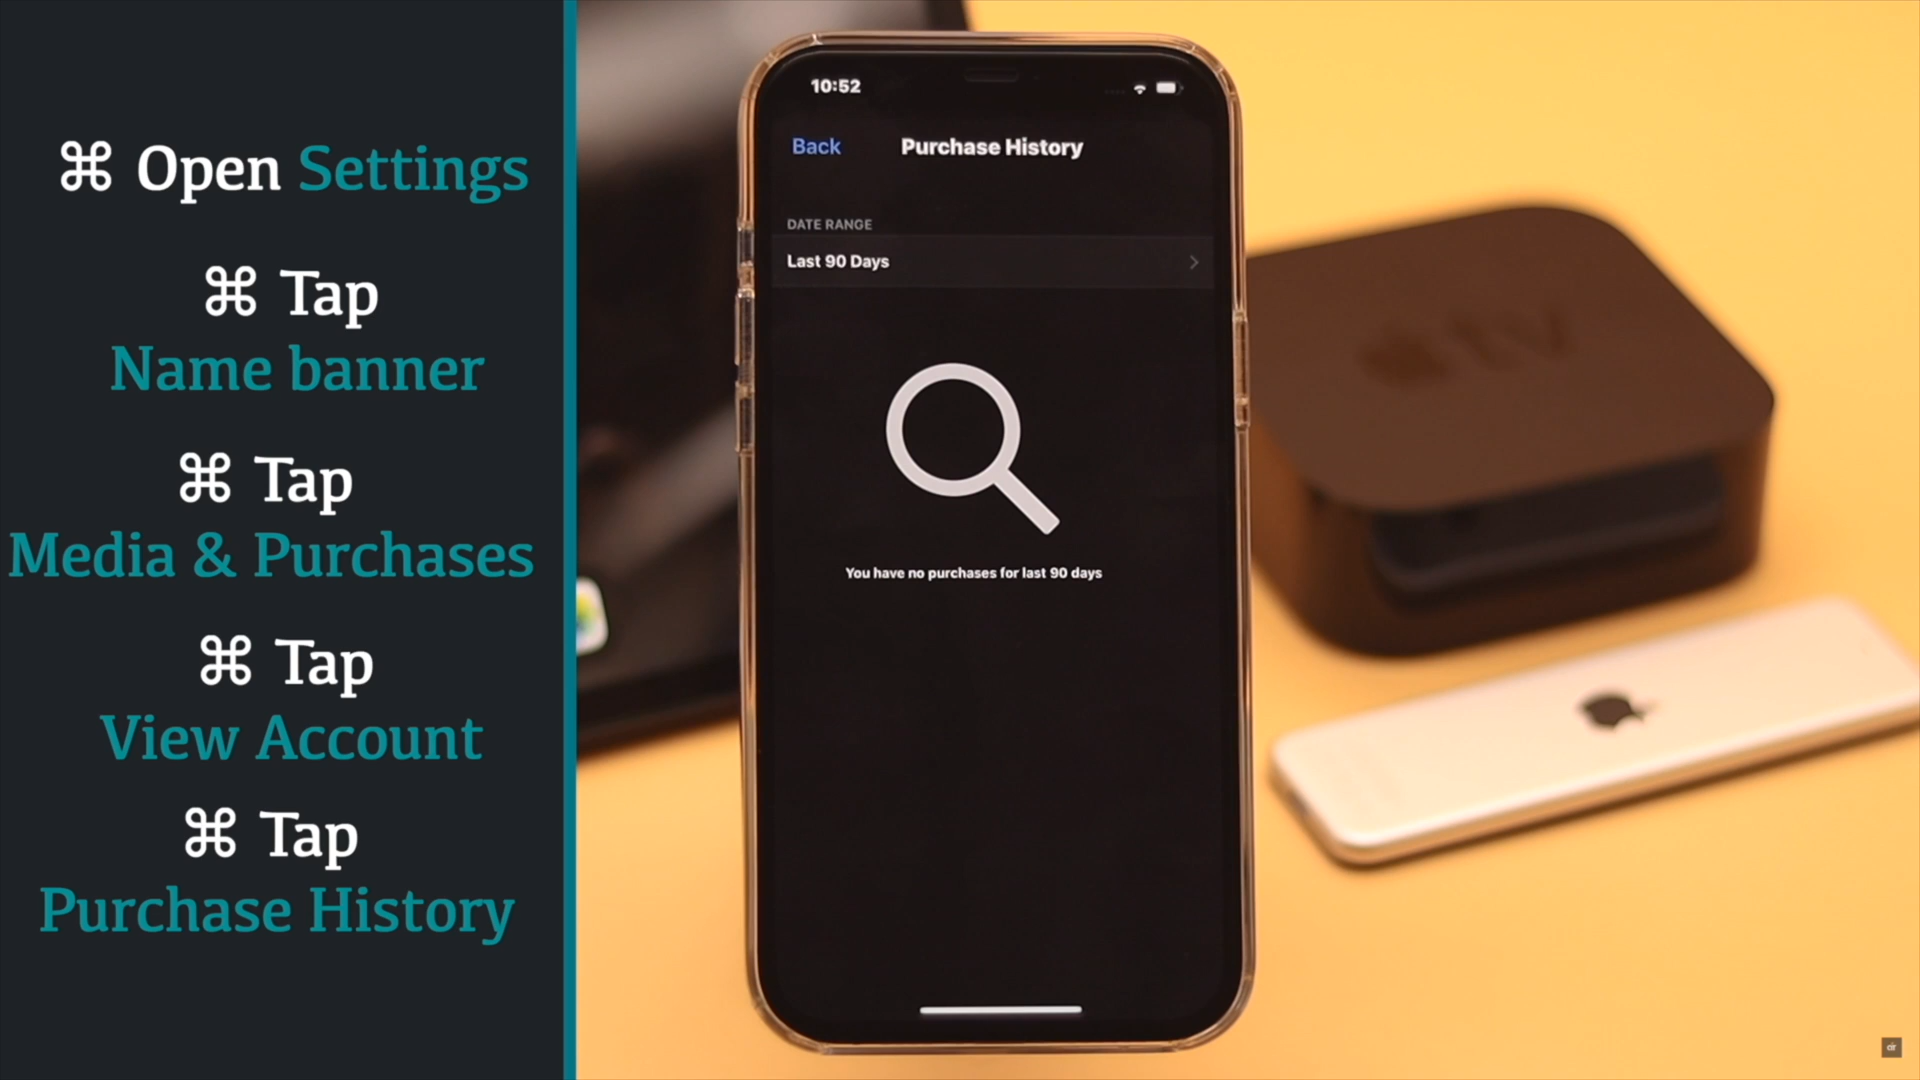 ⌘ Open Settings
⌘ Tap
Name banner
⌘ Tap
Media & Purchases
⌘ Tap
View Account
⌘ Tap
Purchase History
10:52
Back Purchase History
DATE RANGE
Last 90 Days
You have no purchases for last 90 days
tv